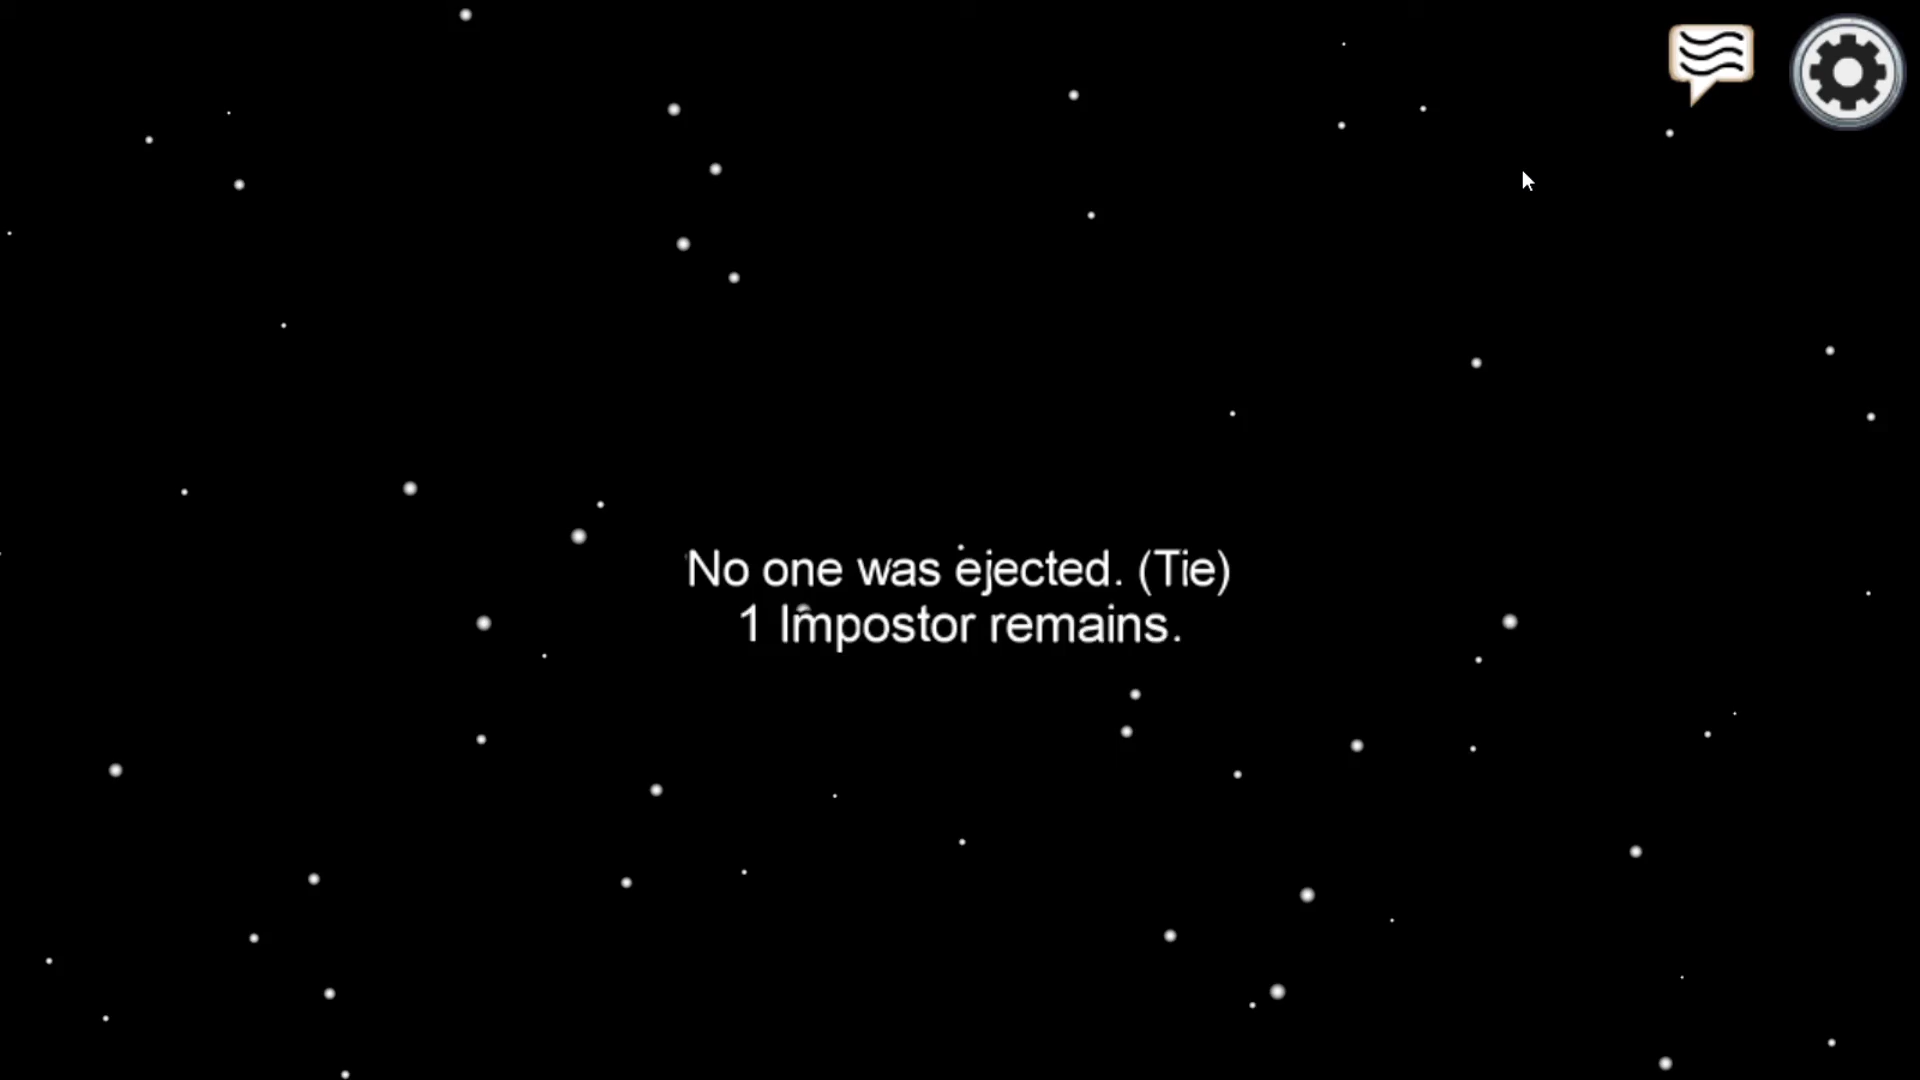 No one was ejected. (Tie)
1 Impostor remains.